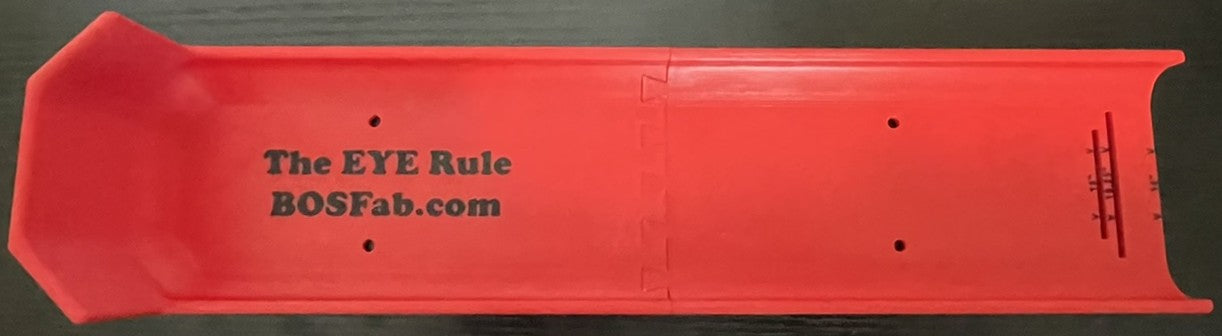 The EYE Rule
BOSFab.com